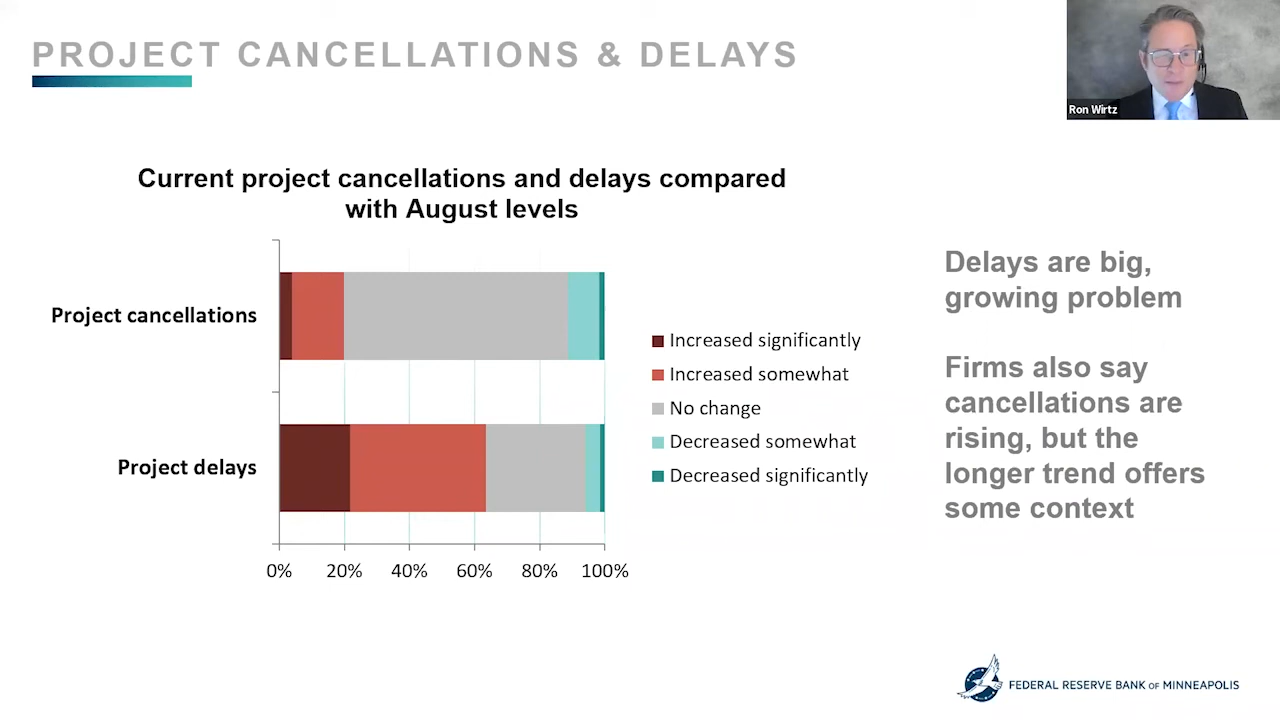 PROJECT CANCELLATIONS & DELAYS
Ron Wirtz
Current project cancellations and delays compared
with August levels
Project cancellations
Project delays
0% 20% 40% 60% 80% 100%
Increased significantly
Increased somewhat
No change
Decreased somewhat
Decreased significantly
Delays are big,
growing problem
Firms also say
cancellations are
rising, but the
longer trend offers
some context
FEDERAL RESERVE BANK OF MINNEAPOLIS